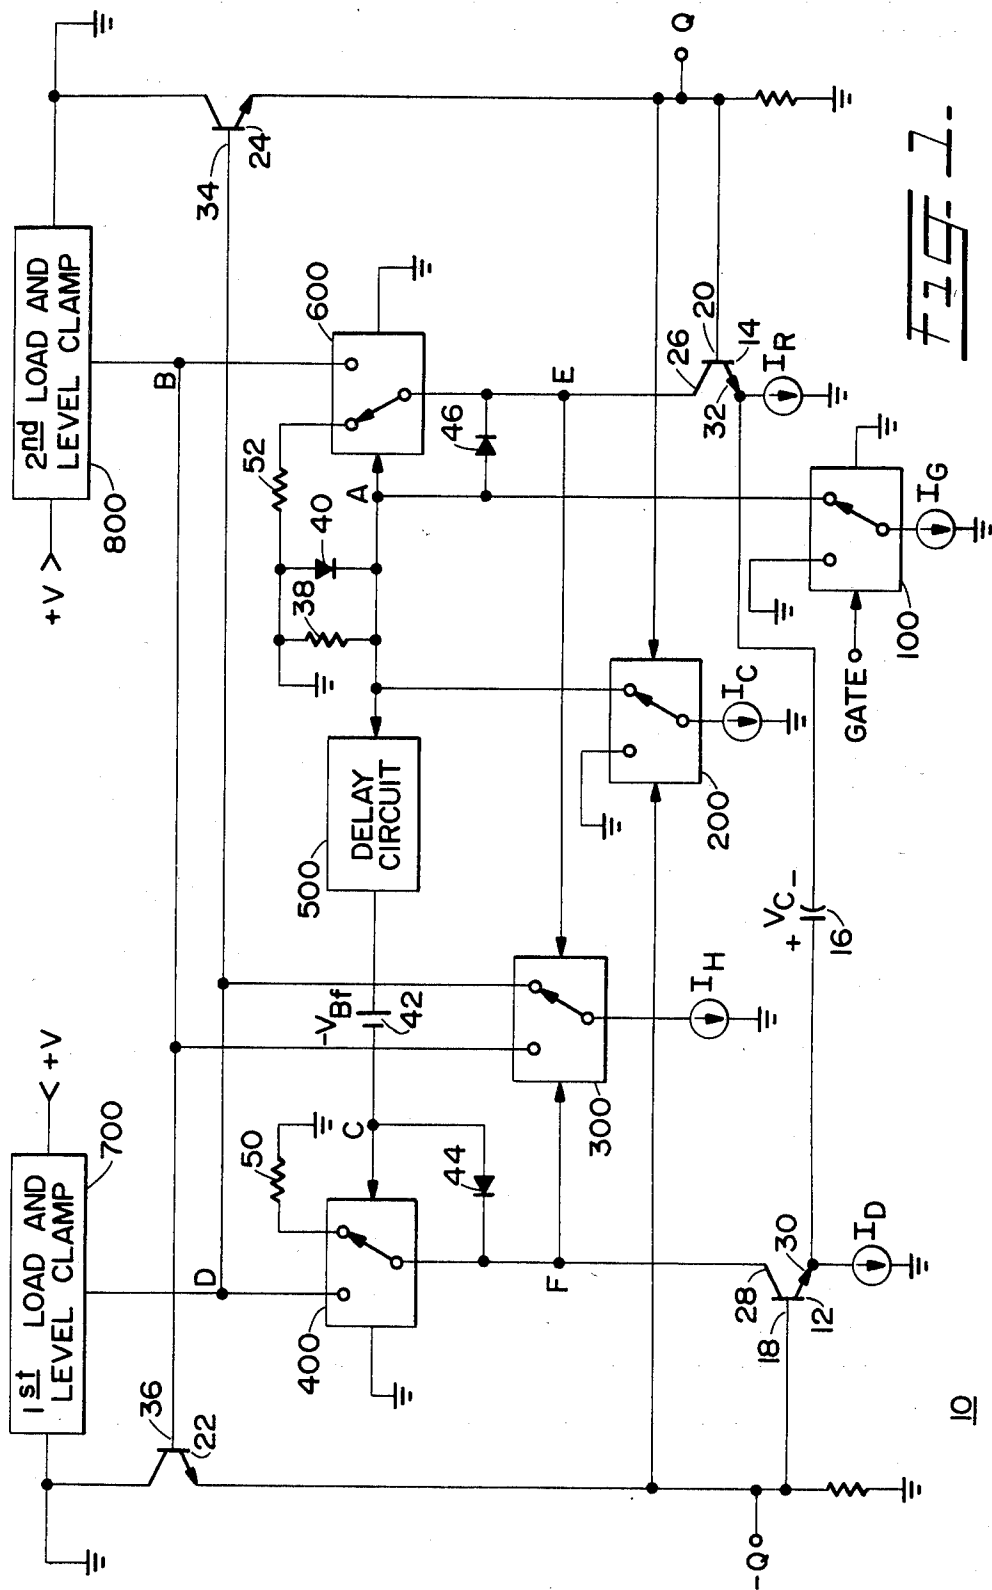 1st LOAD AND
LEVEL CLAMP
700
< +V
+V >
2nd LOAD AND
LEVEL CLAMP
800
36
22
D
B
34
24
50
C
-VBf
42
500
DELAY
CIRCUIT
38
40
52
A
600
400
44
46
F
E
300
IH
200
IC
28
18
12
30
ID
+ VC -
16
26
20
14
32
IR
GATE
100
IG
-Q
Q
10
FIG. 1.